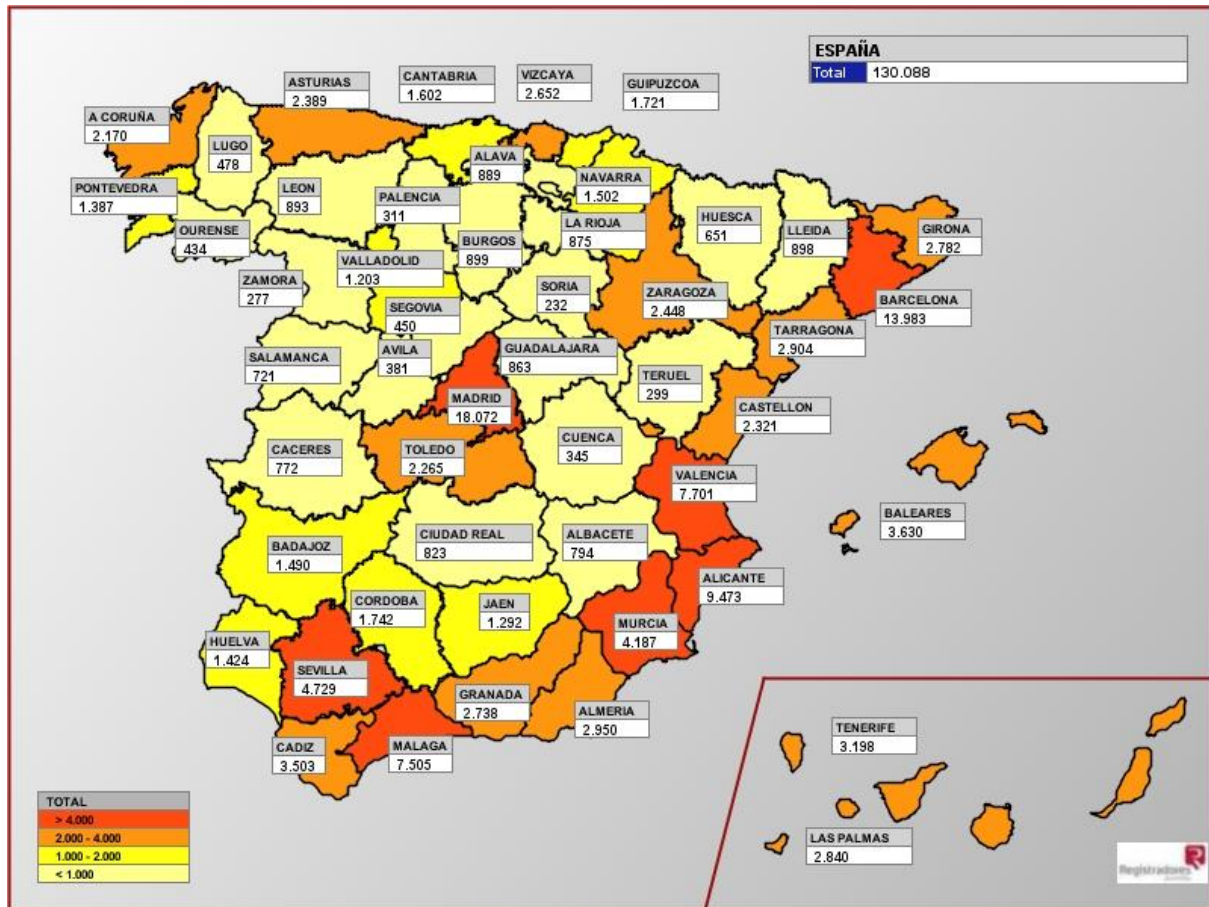 ESPAÑA
Total 130.088
ASTURIAS
2.389
CANTABRIA
1.602
VIZCAYA
2.652
GUIPUZCOA
1.721
A CORUÑA
2.170
LUGO
478
ALAVA
889
NAVARRA
1.502
PONTEVEDRA
1.387
LEON
893
PALENCIA
311
OURENSE
434
BURGOS
899
LA RIOJA
875
HUESCA
651
LLEIDA
898
GIRONA
2.782
VALLADOLID
1.203
ZAMORA
277
SEGOVIA
450
SORIA
232
ZARAGOZA
2.448
BARCELONA
13.983
TARRAGONA
2.904
SALAMANCA
721
AVILA
381
GUADALAJARA
863
TERUEL
299
MADRID
18.072
CASTELLON
2.321
CACERES
772
TOLEDO
2.265
CUENCA
345
VALENCIA
7.701
BALEARES
3.630
BADAJOZ
1.490
CIUDAD REAL
823
ALBACETE
794
ALICANTE
9.473
CORDOBA
1.742
JAEN
1.292
MURCIA
4.187
HUELVA
1.424
SEVILLA
4.729
GRANADA
2.738
ALMERIA
2.950
CADIZ
3.503
MALAGA
7.505
TENERIFE
3.198
LAS PALMAS
2.840
TOTAL
> 4.000
2.000 - 4.000
1.000 - 2.000
< 1.000
Registradores